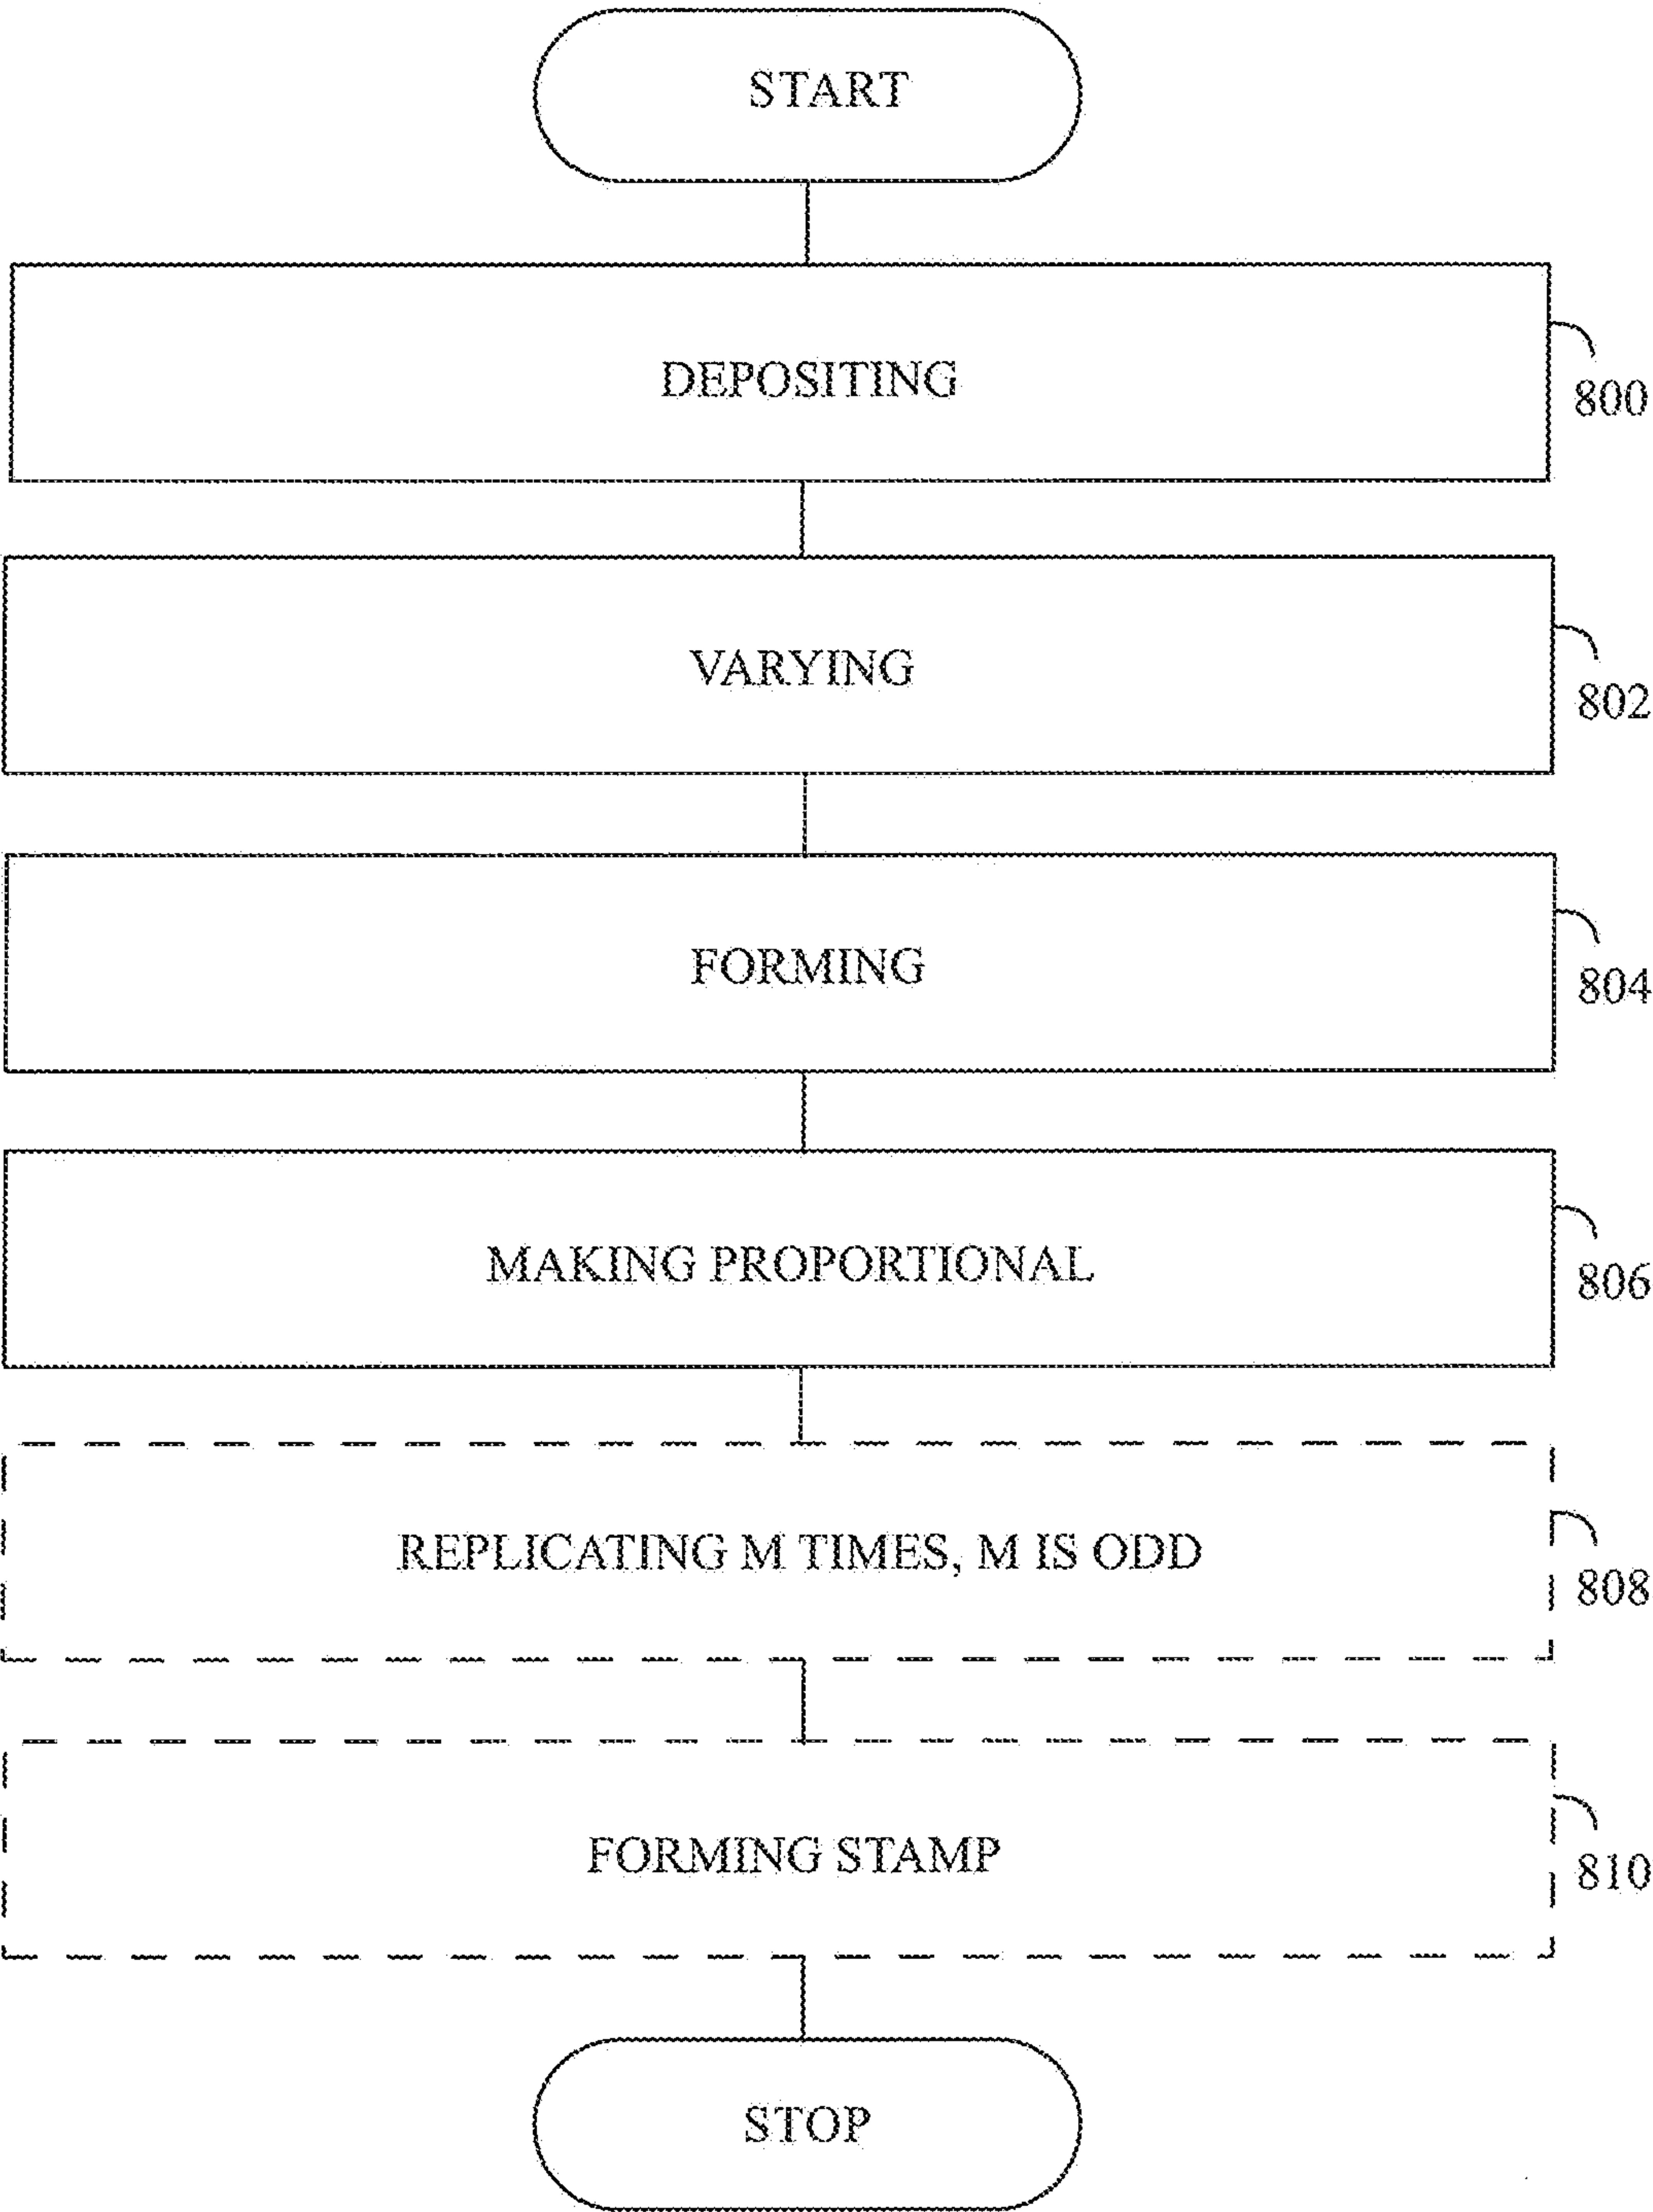 START
DEPOSITING
800
VARYING
802
FORMING
804
MAKING PROPORTIONAL
806
REPLICATING M TIMES, M IS ODD
808
FORMING STAMP
810
STOP